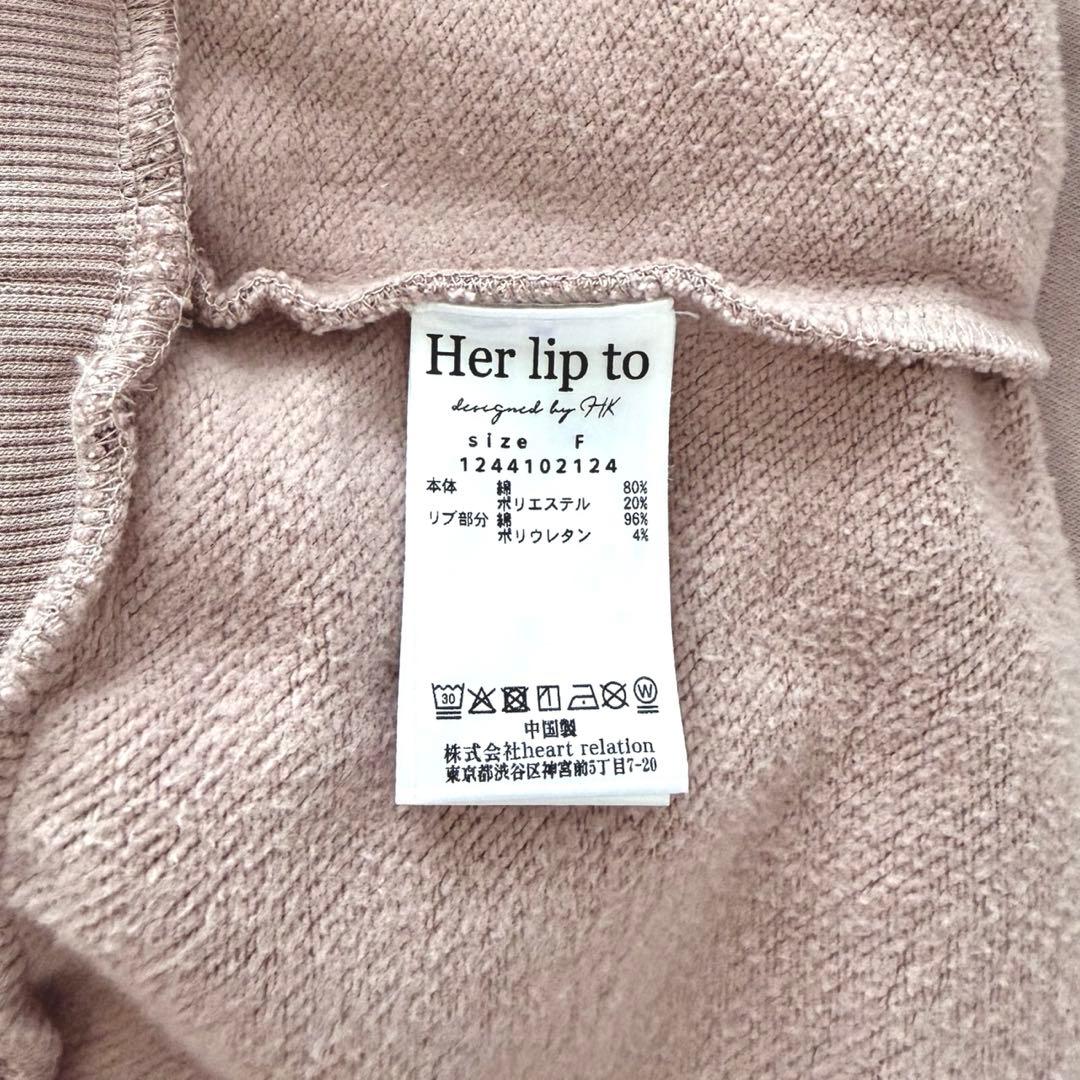 Her lip to
designed by HK
size F
1244102124
本体 綿 80%
ポリエステル 20%
リブ部分 綿 96%
ポリウレタン 4%
30 W
中国製
株式会社heart relation
東京都渋谷区神宮前5丁目7-20